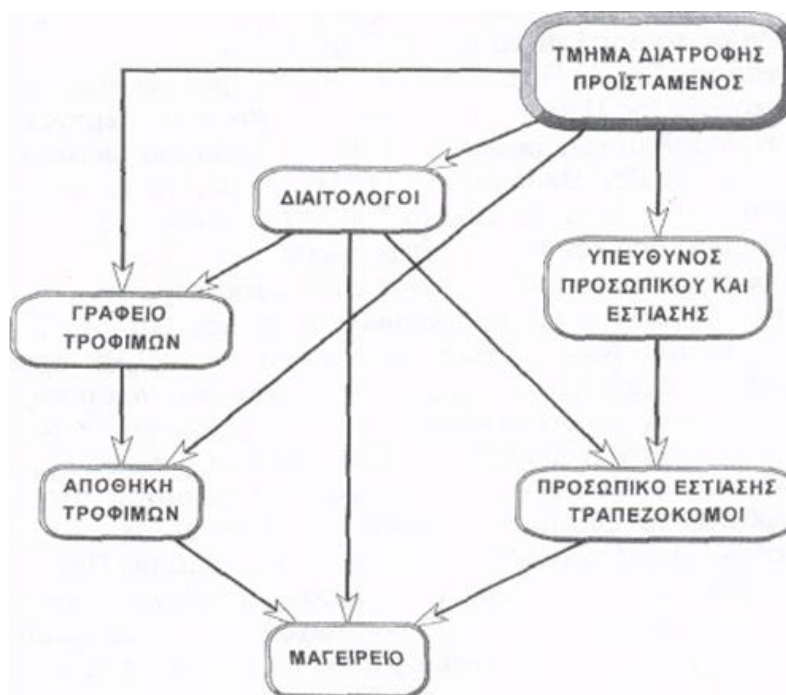 ΤΜΗΜΑ ΔΙΑΤΡΟΦΗΣ
ΠΡΟΪΣΤΑΜΕΝΟΣ
ΔΙΑΙΤΟΛΟΓΟΙ
ΥΠΕΥΘΥΝΟΣ
ΠΡΟΣΩΠΙΚΟΥ ΚΑΙ
ΕΣΤΙΑΣΗΣ
ΓΡΑΦΕΙΟ
ΤΡΟΦΙΜΩΝ
ΑΠΟΘΗΚΗ
ΤΡΟΦΙΜΩΝ
ΠΡΟΣΩΠΙΚΟ ΕΣΤΙΑΣΗΣ
ΤΡΑΠΕΖΟΚΟΜΟΙ
ΜΑΓΕΙΡΕΙΟ